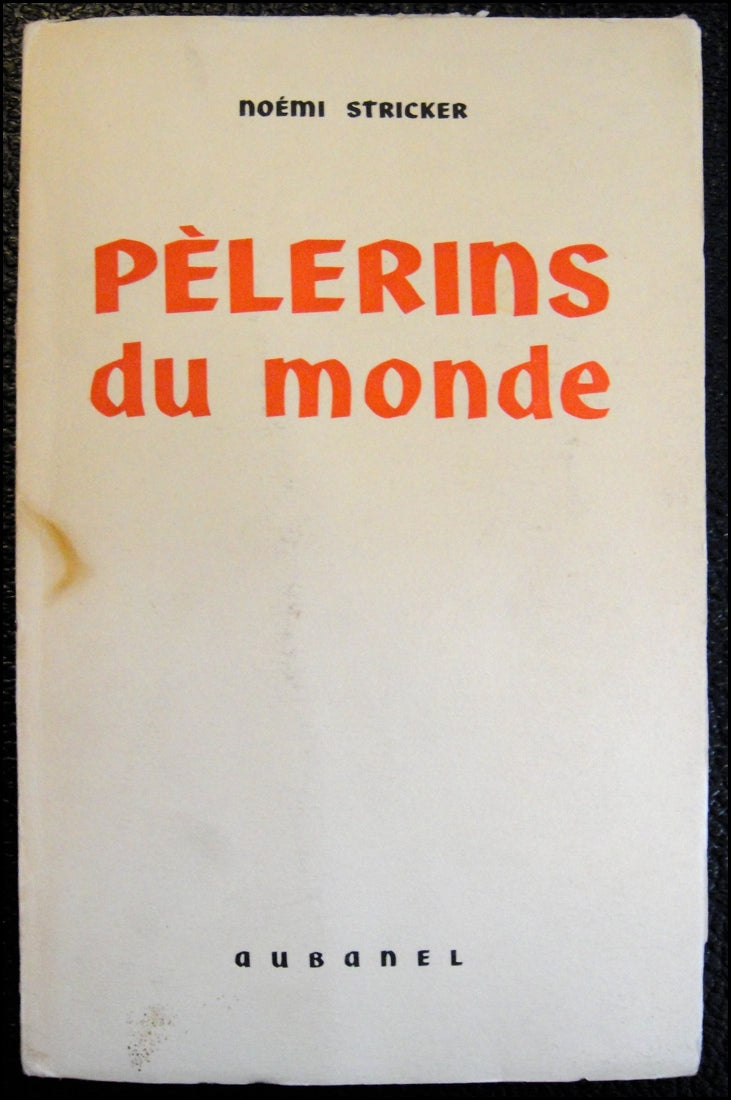 NOÉMI STRICKER
PÈLERINS
du monde
AUBANEL